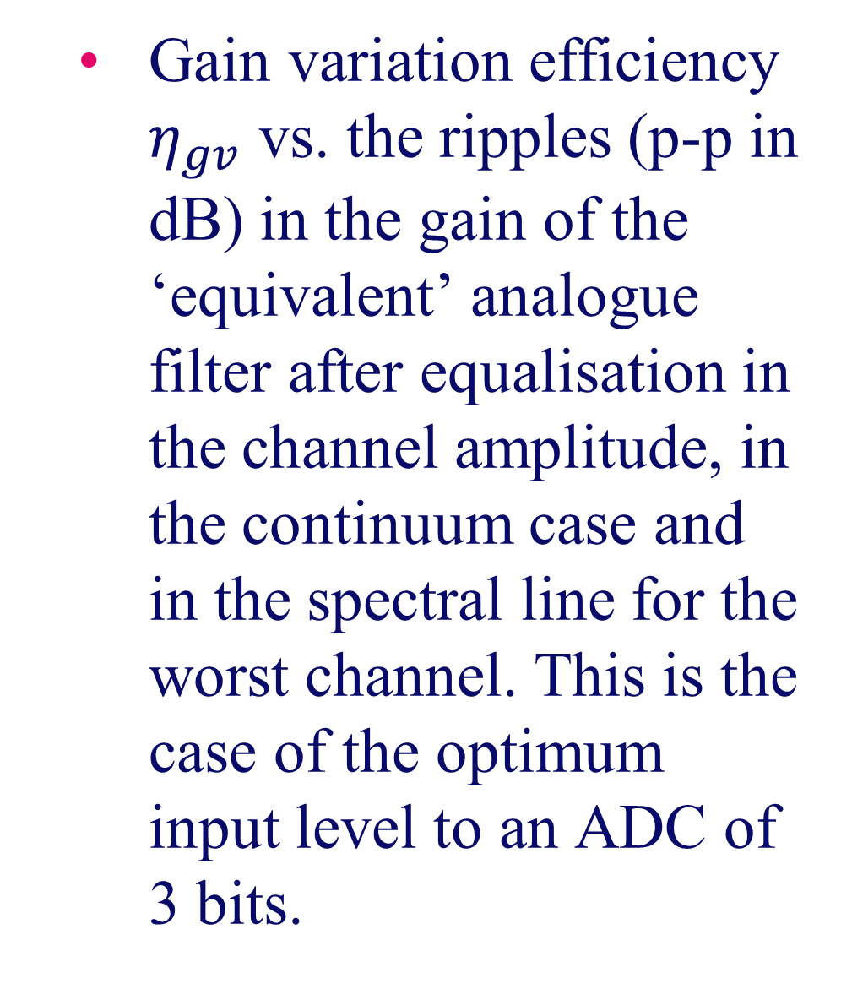 • Gain variation efficiency
𝜂𝑔𝑣 vs. the ripples (p-p in
dB) in the gain of the
‘equivalent’ analogue
filter after equalisation in
the channel amplitude, in
the continuum case and
in the spectral line for the
worst channel. This is the
case of the optimum
input level to an ADC of
3 bits.